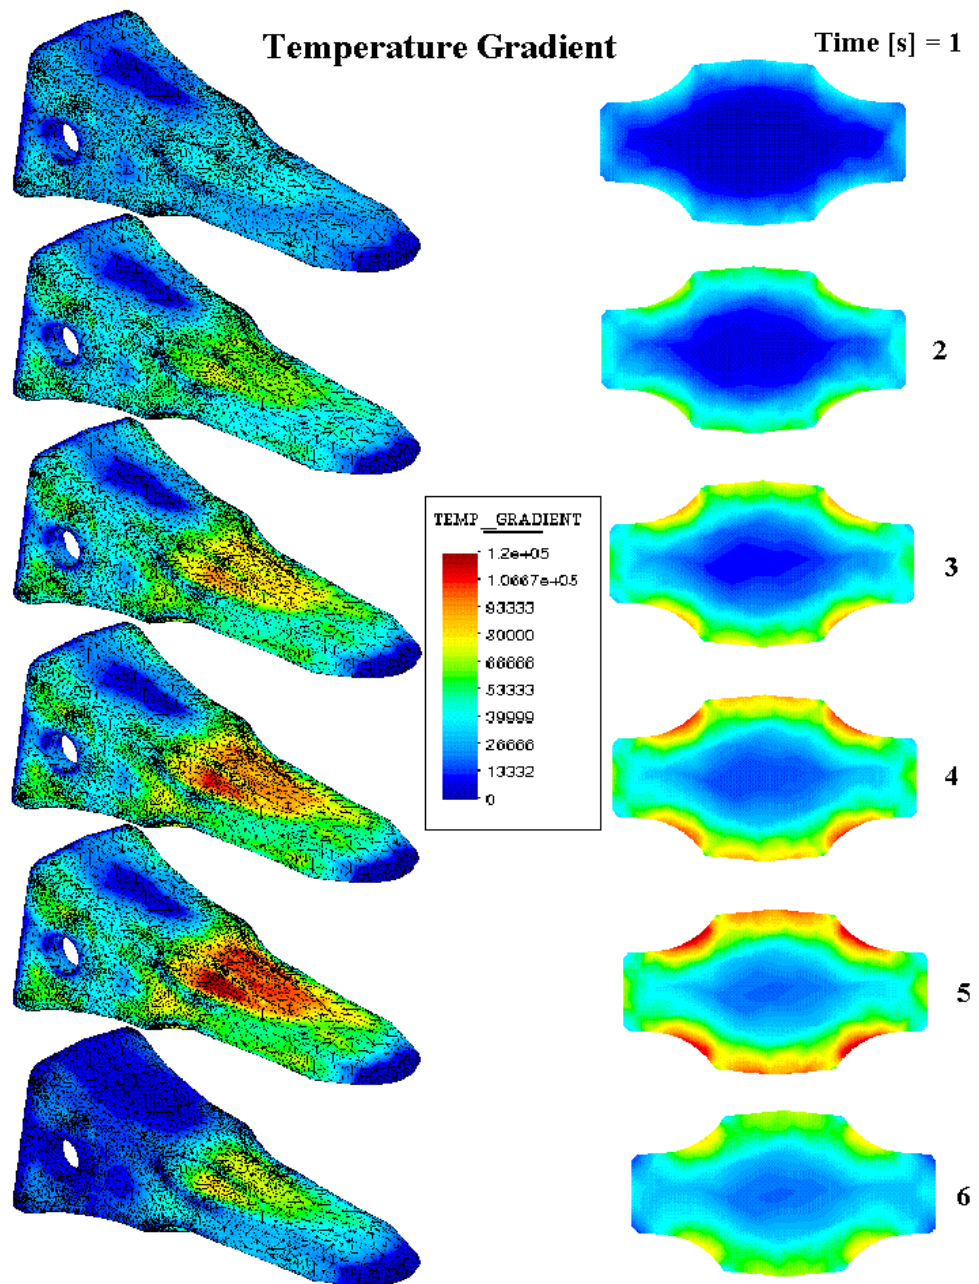 Temperature Gradient
Time [s] = 1
2
3
TEMP__GRADIENT
1.2e+05
1.0667e+05
93333
80000
66666
53333
39999
26666
13332
0
4
5
6